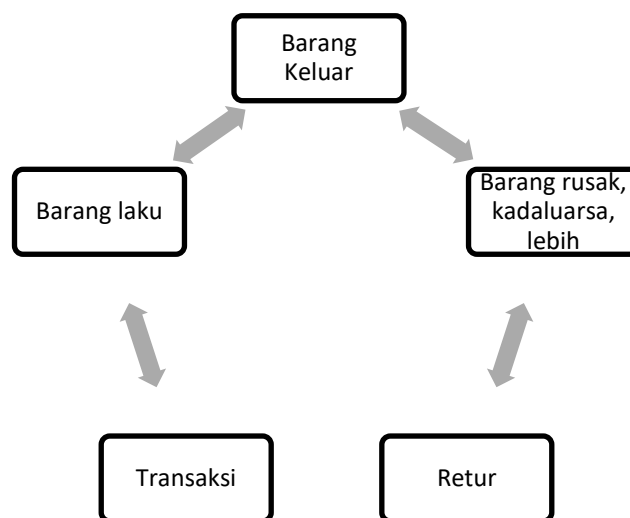 Barang
Keluar
Barang laku
Barang rusak,
kadaluarsa,
lebih
Transaksi
Retur